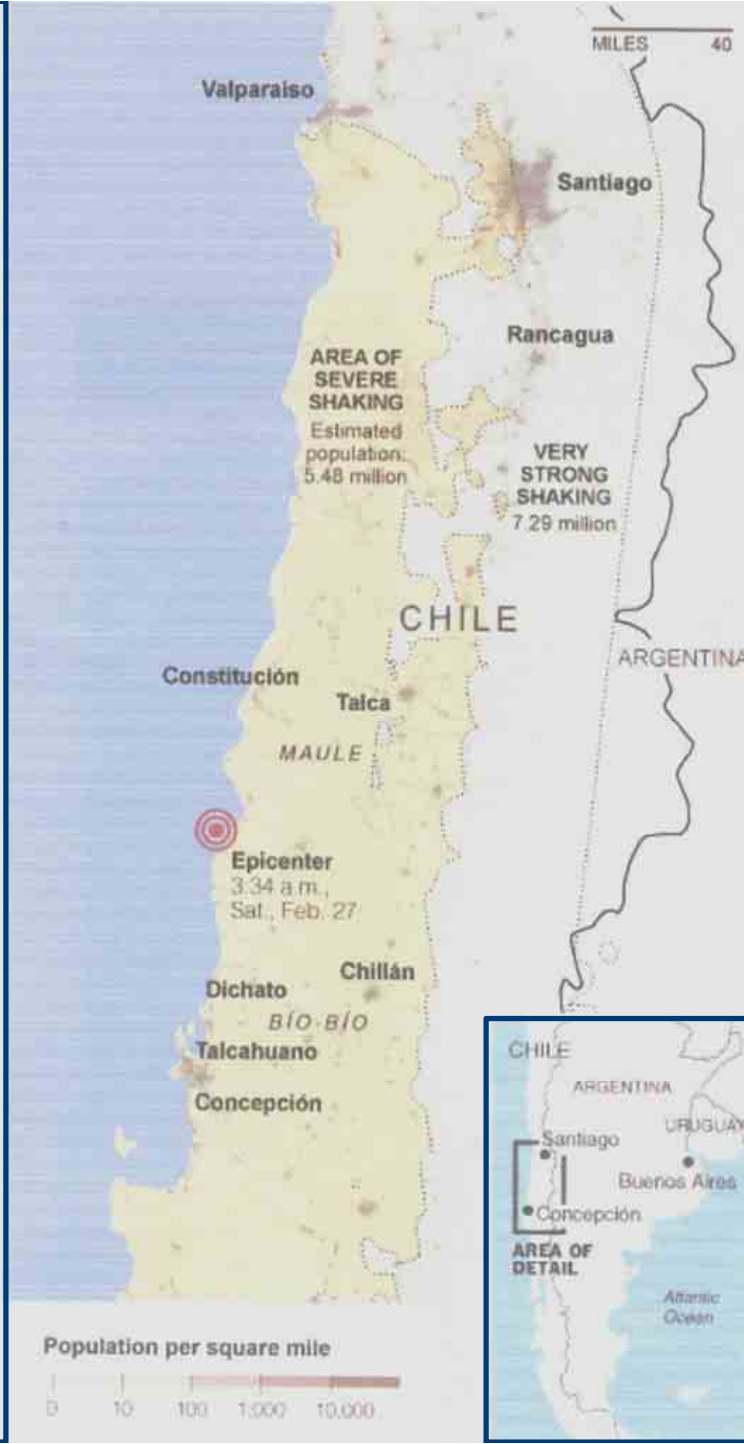 MILES 40
Valparaiso
Santiago
Rancagua
AREA OF
SEVERE
SHAKING
Estimated
population:
5.48 million
VERY
STRONG
SHAKING
7.29 million
CHILE
ARGENTINA
Constitución
Talca
MAULE
Epicenter
3:34 a.m.,
Sat., Feb. 27
Chillán
Dichato
BÍO-BÍO
Talcahuano
Concepción
CHILE
ARGENTINA
URUGUAY
Santiago
Buenos Aires
Concepción
AREA OF
DETAIL
Atlantic
Ocean
Population per square mile
0 10 100 1,000 10,000